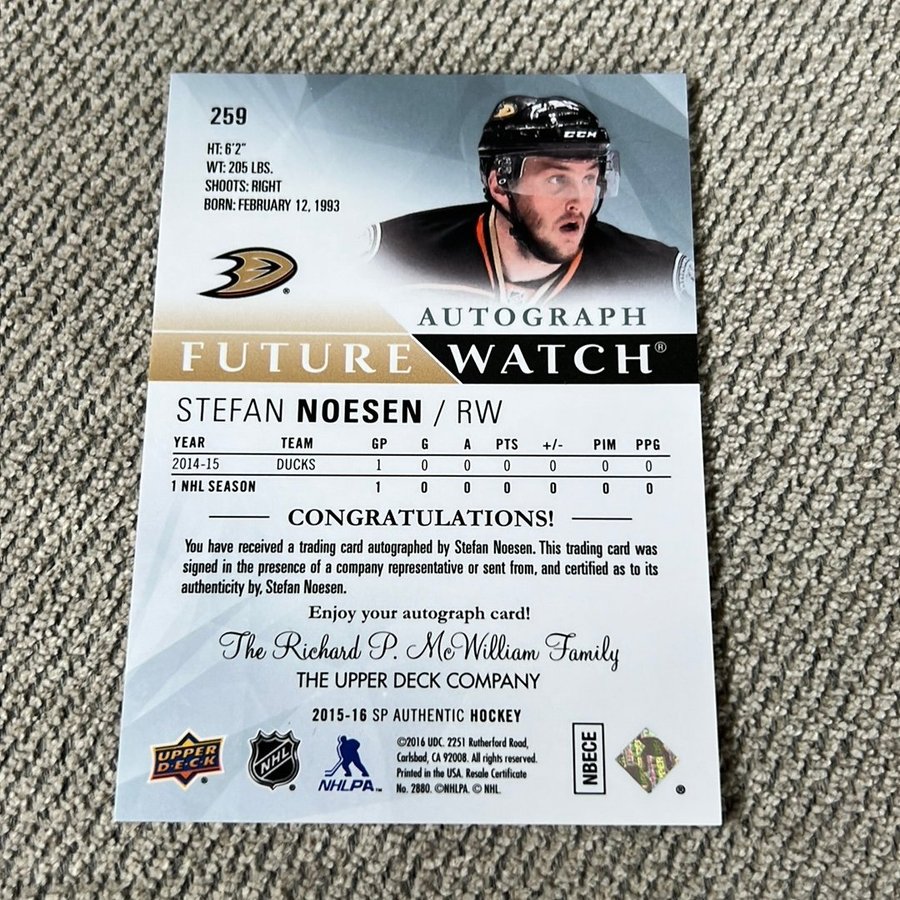 259
HT: 6'2"
WT: 205 LBS.
SHOOTS: RIGHT
BORN: FEBRUARY 12, 1993
CCM
AUTOGRAPH
FUTURE WATCH®
STEFAN NOESEN / RW
YEAR TEAM GP G A PTS +/- PIM PPG
2014-15 DUCKS 1 0 0 0 0 0 0
1 NHL SEASON 1 0 0 0 0 0 0
CONGRATULATIONS!
You have received a trading card autographed by Stefan Noesen. This trading card was
signed in the presence of a company representative or sent from, and certified as to its
authenticity by, Stefan Noesen.
Enjoy your autograph card!
The Richard P. McWilliam Family
THE UPPER DECK COMPANY
2015-16 SP AUTHENTIC HOCKEY
UPPER
D·E·C·K
NHL
NHLPA
©2016 UDC. 2251 Rutherford Road,
Carlsbad, CA 92008. All rights reserved.
Printed in the USA. Resale Certificate
No. 2880. ©NHLPA. © NHL.
NBECE